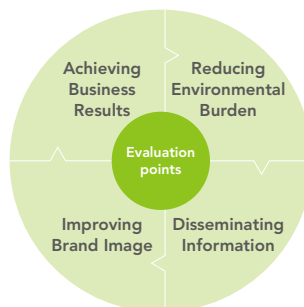 Achieving
Business
Results
Reducing
Environmental
Burden
Evaluation
points
Improving
Brand Image
Disseminating
Information